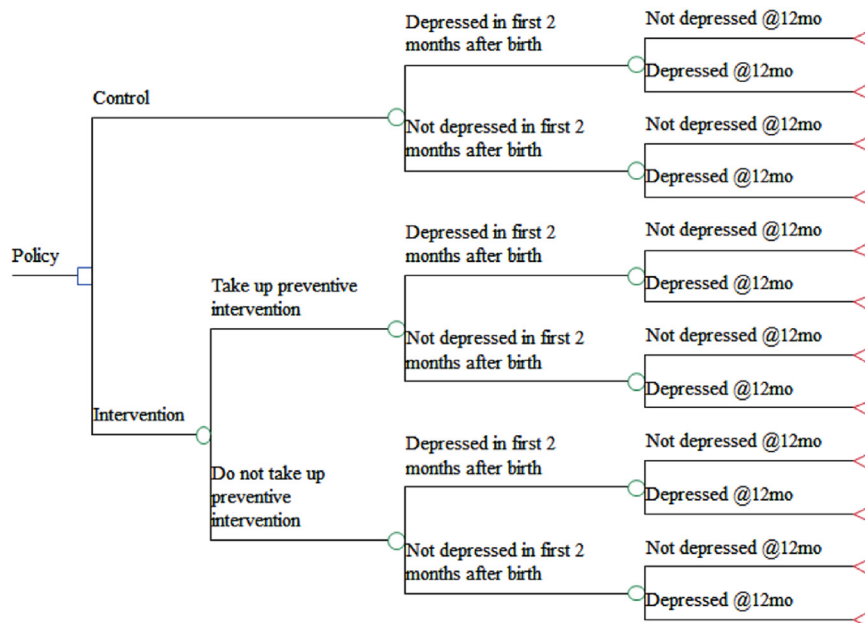 Depressed in first 2
months after birth
Not depressed @12mo
Depressed @12mo
Control
Not depressed in first 2
months after birth
Not depressed @12mo
Depressed @12mo
Policy
Depressed in first 2
months after birth
Not depressed @12mo
Depressed @12mo
Take up preventive
intervention
Not depressed in first 2
months after birth
Not depressed @12mo
Depressed @12mo
Intervention
Depressed in first 2
months after birth
Not depressed @12mo
Depressed @12mo
Do not take up
preventive
intervention
Not depressed in first 2
months after birth
Not depressed @12mo
Depressed @12mo